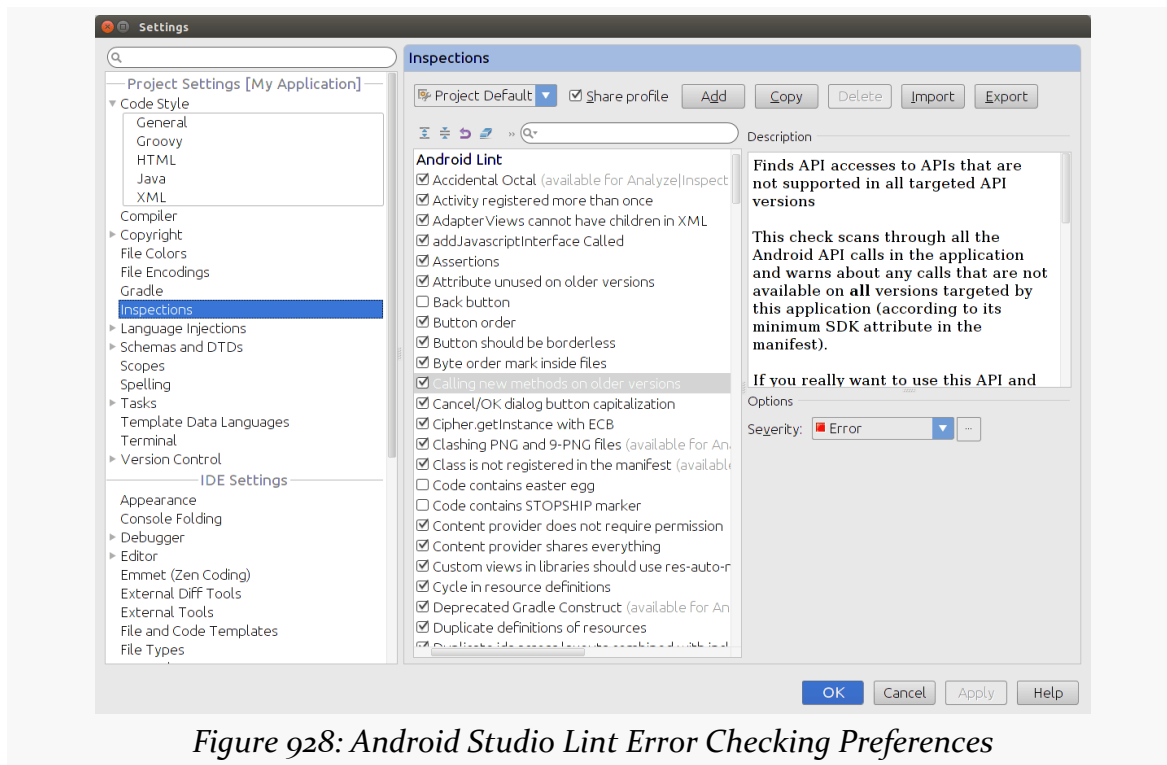 Settings
Project Settings [My Application]
Code Style
General
Groovy
HTML
Java
XML
Compiler
Copyright
File Colors
File Encodings
Gradle
Inspections
Language Injections
Schemas and DTDs
Scopes
Spelling
Tasks
Template Data Languages
Terminal
Version Control
IDE Settings
Appearance
Console Folding
Debugger
Editor
Emmet (Zen Coding)
External Diff Tools
External Tools
File and Code Templates
File Types
Inspections
Project Default Share profile Add Copy Delete Import Export
»
Android Lint
Accidental Octal (available for Analyze|Inspect
Activity registered more than once
AdapterViews cannot have children in XML
addJavascriptInterface Called
Assertions
Attribute unused on older versions
Back button
Button order
Button should be borderless
Byte order mark inside files
Calling new methods on older versions
Cancel/OK dialog button capitalization
Cipher.getInstance with ECB
Clashing PNG and 9-PNG files (available for An
Class is not registered in the manifest (availabl
Code contains easter egg
Code contains STOPSHIP marker
Content provider does not require permission
Content provider shares everything
Custom views in libraries should use res-auto-r
Cycle in resource definitions
Deprecated Gradle Construct (available for An
Duplicate definitions of resources
Description
Finds API accesses to APIs that are
not supported in all targeted API
versions
This check scans through all the
Android API calls in the application
and warns about any calls that are not
available on all versions targeted by
this application (according to its
minimum SDK attribute in the
manifest).
If you really want to use this API and
Options
Severity: Error ...
OK Cancel Apply Help
Figure 928: Android Studio Lint Error Checking Preferences